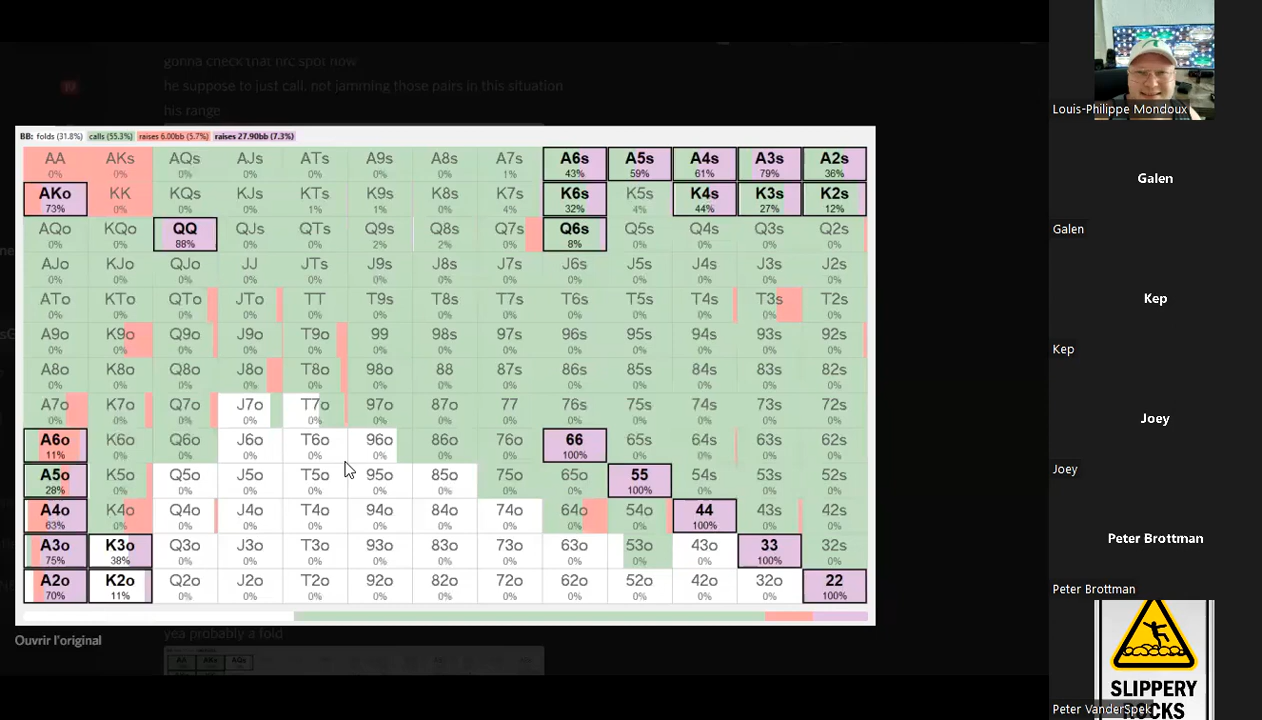 gonna check that hrc spot now
he suppose to just call, not jamming those pairs in this situation
his range
BB: folds (31.8%) calls (55.3%) raises 6.00bb (5.7%) raises 27.90bb (7.3%)
AA AKs AQs AJs ATs A9s A8s A7s A6s A5s A4s A3s A2s
0% 0% 0% 0% 0% 0% 0% 1% 43% 59% 61% 79% 36%
AKo KK KQs KJs KTs K9s K8s K7s K6s K5s K4s K3s K2s
73% 0% 0% 0% 1% 1% 0% 4% 32% 4% 44% 27% 12%
AQo KQo QQ QJs QTs Q9s Q8s Q7s Q6s Q5s Q4s Q3s Q2s
0% 0% 88% 0% 0% 2% 2% 0% 8% 0% 0% 0% 0%
AJo KJo QJo JJ JTs J9s J8s J7s J6s J5s J4s J3s J2s
0% 0% 0% 0% 0% 0% 0% 0% 0% 0% 0% 0% 0%
ATo KTo QTo JTo TT T9s T8s T7s T6s T5s T4s T3s T2s
0% 0% 0% 0% 0% 0% 0% 0% 0% 0% 0% 0% 0%
A9o K9o Q9o J9o T9o 99 98s 97s 96s 95s 94s 93s 92s
0% 0% 0% 0% 0% 0% 0% 0% 0% 0% 0% 0% 0%
A8o K8o Q8o J8o T8o 98o 88 87s 86s 85s 84s 83s 82s
0% 0% 0% 0% 0% 0% 0% 0% 0% 0% 0% 0% 0%
A7o K7o Q7o J7o T7o 97o 87o 77 76s 75s 74s 73s 72s
0% 0% 0% 0% 0% 0% 0% 0% 0% 0% 0% 0% 0%
A6o K6o Q6o J6o T6o 96o 86o 76o 66 65s 64s 63s 62s
11% 0% 0% 0% 0% 0% 0% 0% 100% 0% 0% 0% 0%
A5o K5o Q5o J5o T5o 95o 85o 75o 65o 55 54s 53s 52s
28% 0% 0% 0% 0% 0% 0% 0% 0% 100% 0% 0% 0%
A4o K4o Q4o J4o T4o 94o 84o 74o 64o 54o 44 43s 42s
63% 0% 0% 0% 0% 0% 0% 0% 0% 0% 100% 0% 0%
A3o K3o Q3o J3o T3o 93o 83o 73o 63o 53o 43o 33 32s
75% 38% 0% 0% 0% 0% 0% 0% 0% 0% 0% 100% 0%
A2o K2o Q2o J2o T2o 92o 82o 72o 62o 52o 42o 32o 22
70% 11% 0% 0% 0% 0% 0% 0% 0% 0% 0% 0% 100%
Ouvrir l'original
yea probably a fold
AA AKs AQs
Louis-Philippe Mondoux
Galen
Galen
Kep
Kep
Joey
Joey
Peter Brottman
Peter Brottman
SLIPPERY
ROCKS
Peter VanderSpek